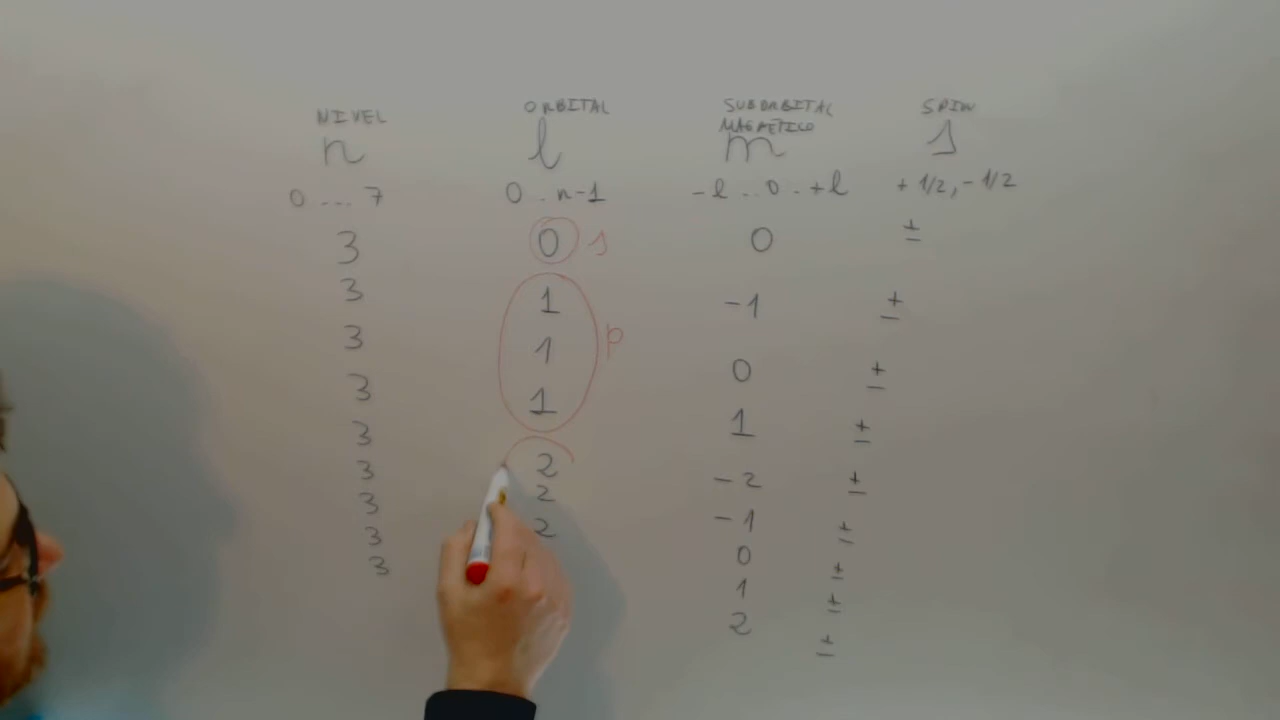 NIVEL ORBITAL SUBORBITAL SPIN
MAGNÉTICO
n l m s
0 ... 7 0 .. n-1 -l .. 0 .. +l + 1/2, - 1/2
3 0 s 0 ±
3 1 -1 ±
3 1 p 0 ±
3 1 1 ±
3 2 -2 ±
3 2 -1 ±
3 2 0 ±
3 1 ±
3 2 ±